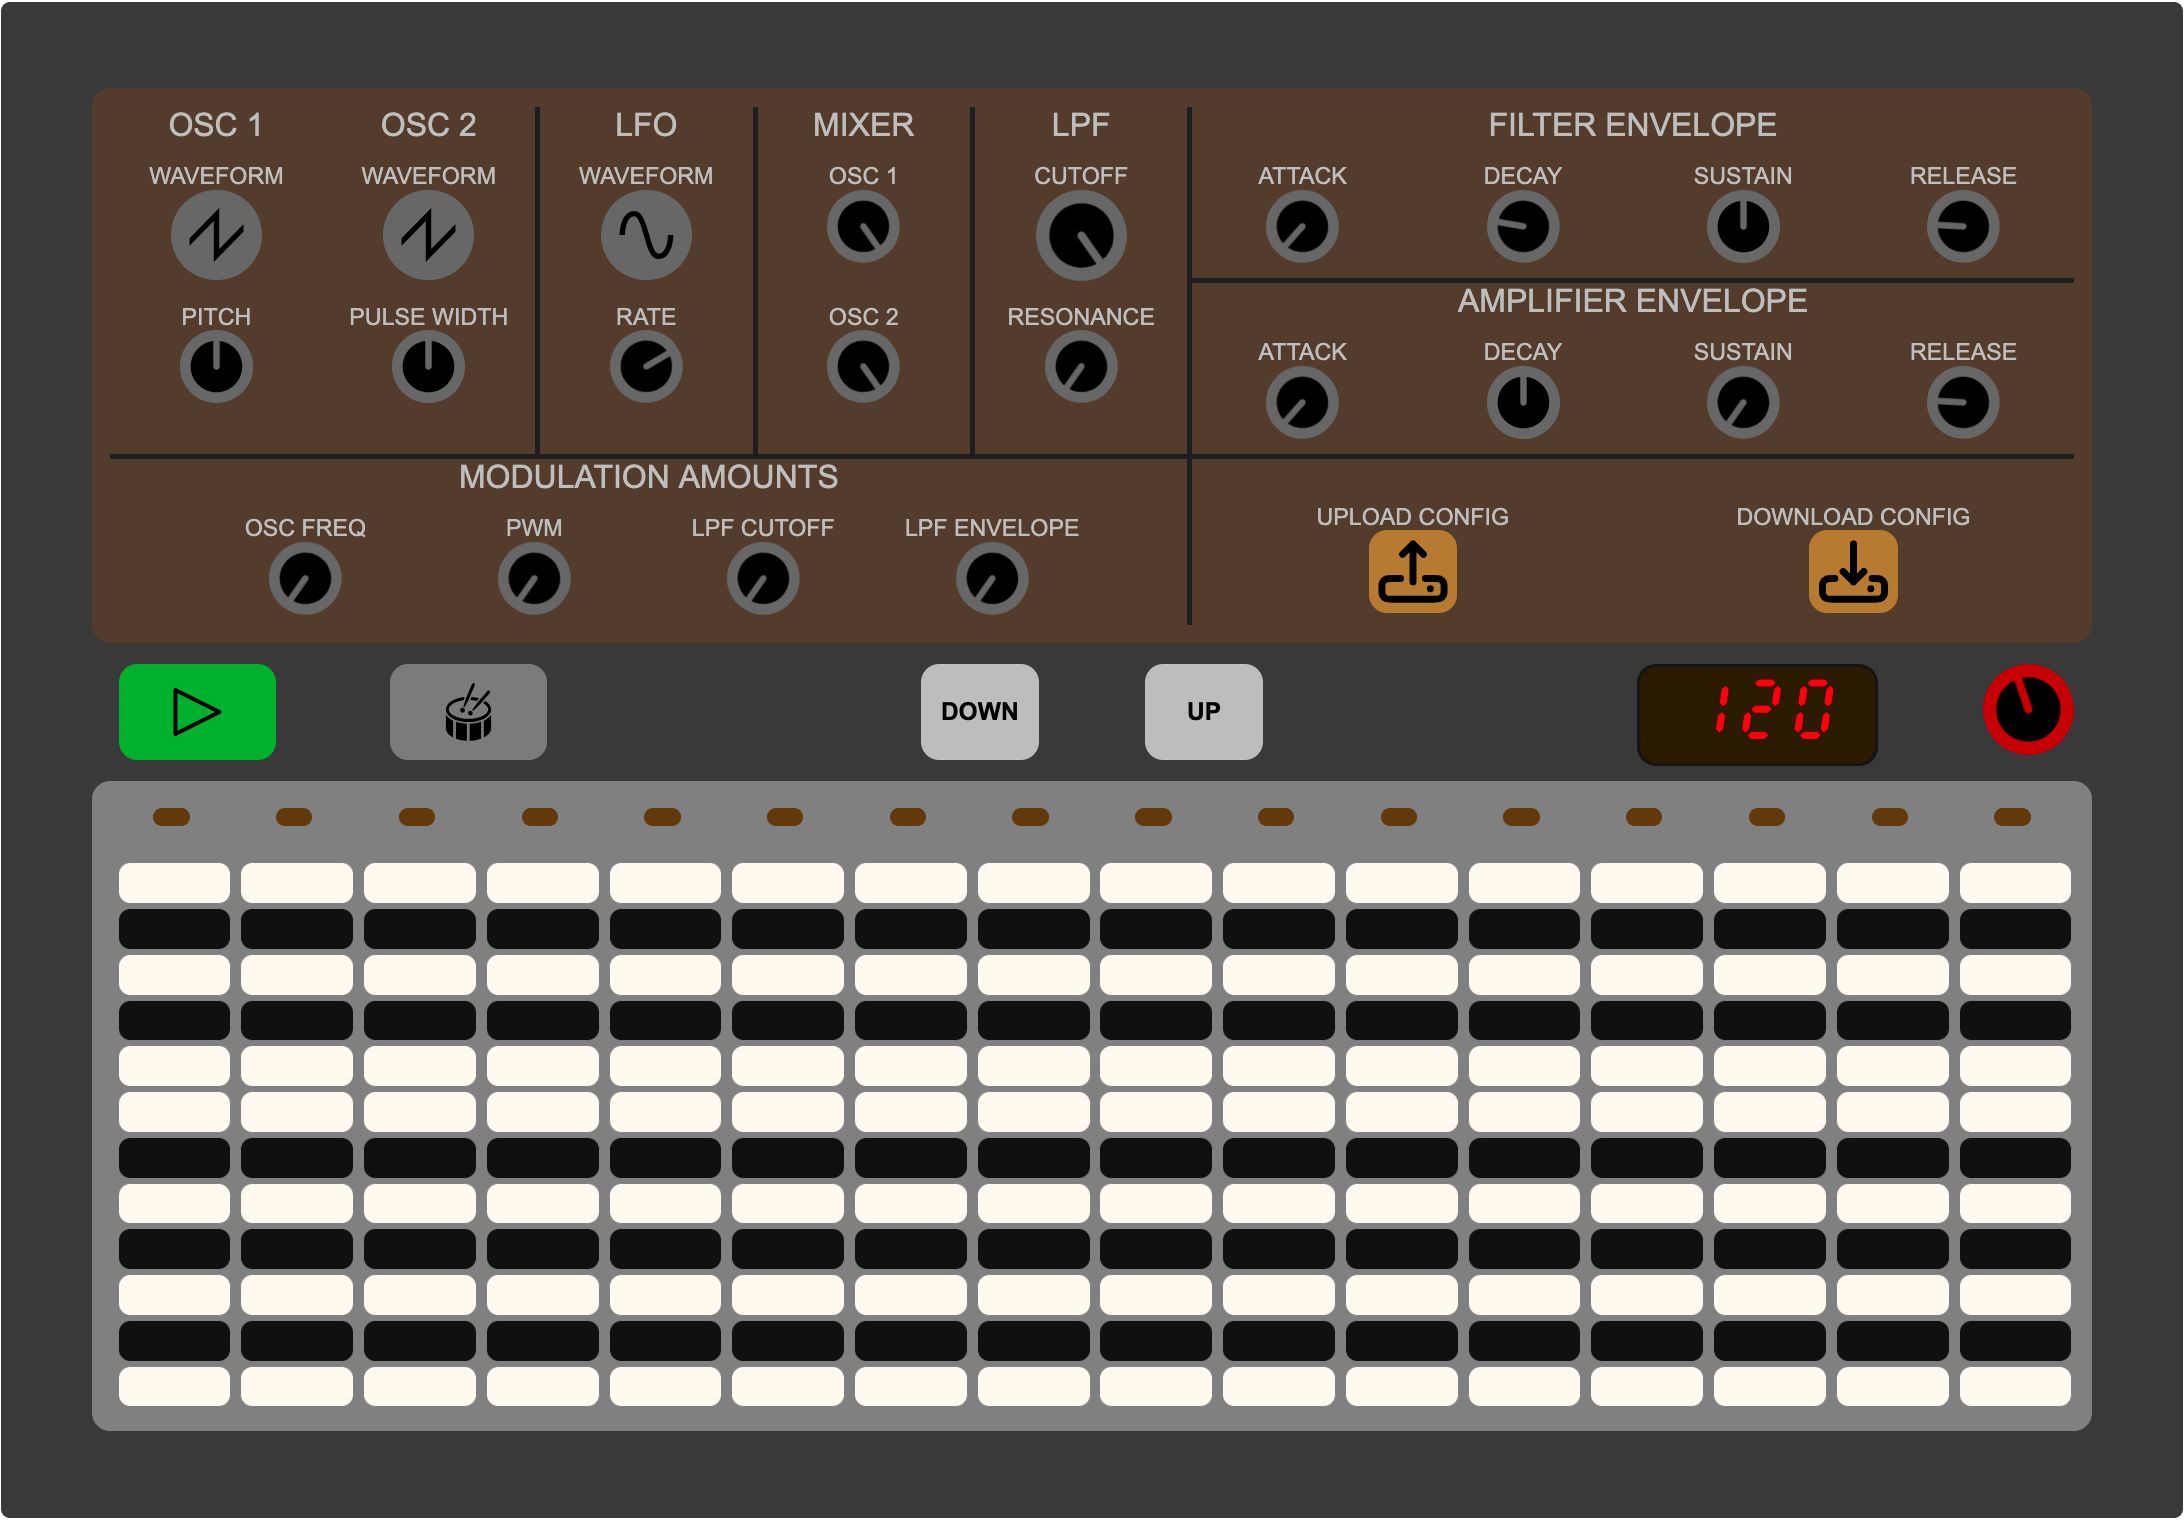 OSC 1
OSC 2
LFO
MIXER
LPF
FILTER ENVELOPE
WAVEFORM
WAVEFORM
WAVEFORM
OSC 1
CUTOFF
ATTACK
DECAY
SUSTAIN
RELEASE
PITCH
PULSE WIDTH
RATE
OSC 2
RESONANCE
AMPLIFIER ENVELOPE
ATTACK
DECAY
SUSTAIN
RELEASE
MODULATION AMOUNTS
OSC FREQ
PWM
LPF CUTOFF
LPF ENVELOPE
UPLOAD CONFIG
DOWNLOAD CONFIG
DOWN
UP
120